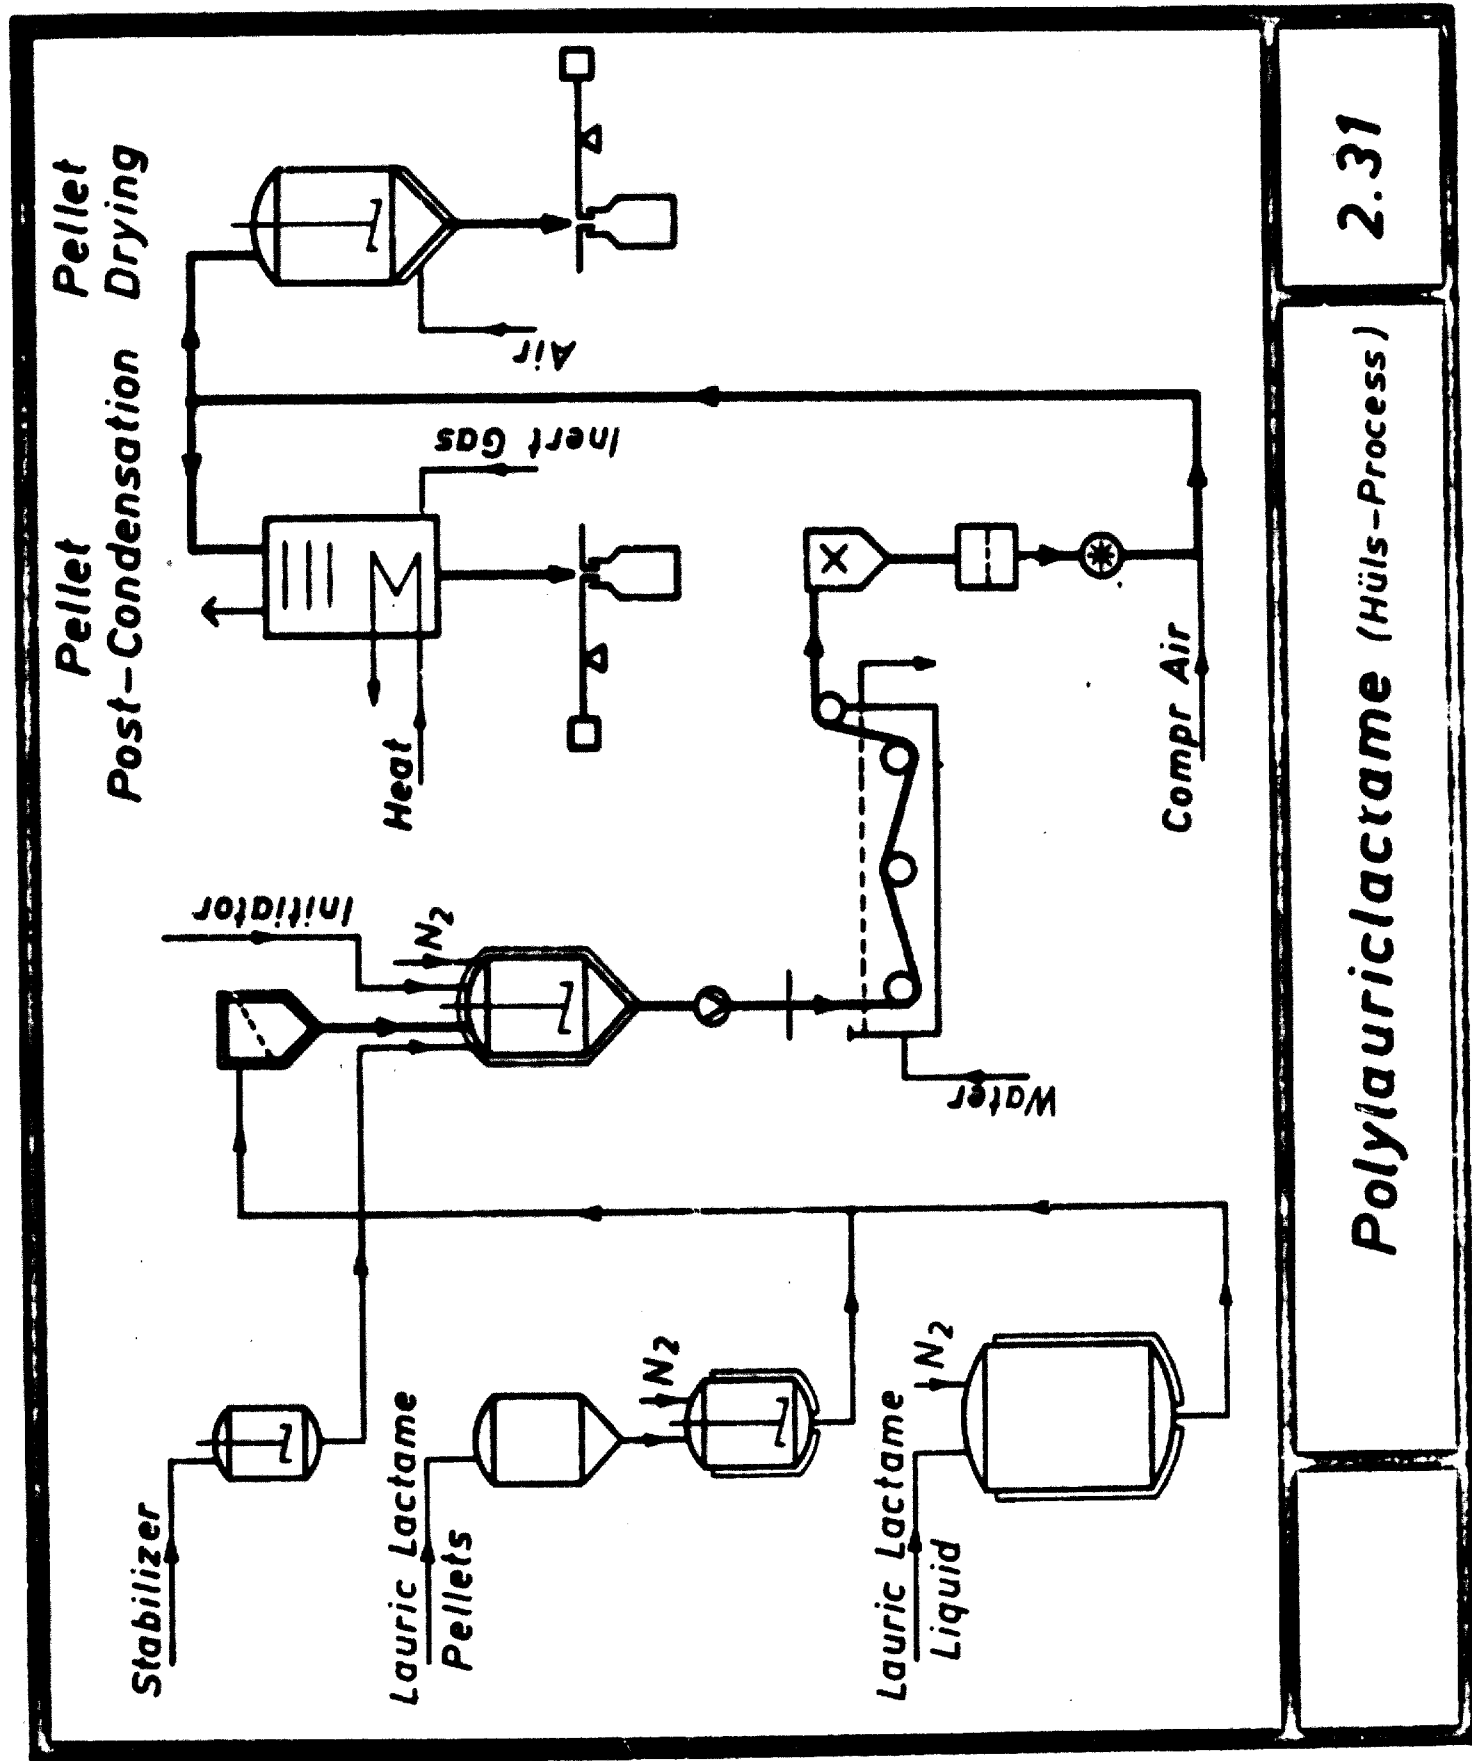 Pellet
Post-Condensation
Pellet
Drying
Stabilizer
Initiator
N2
Heat
Inert Gas
Air
Lauric Lactame
Pellets
N2
Lauric Lactame
Liquid
N2
Water
Compr Air
Polylauriclactame (Hüls-Process)
2.31